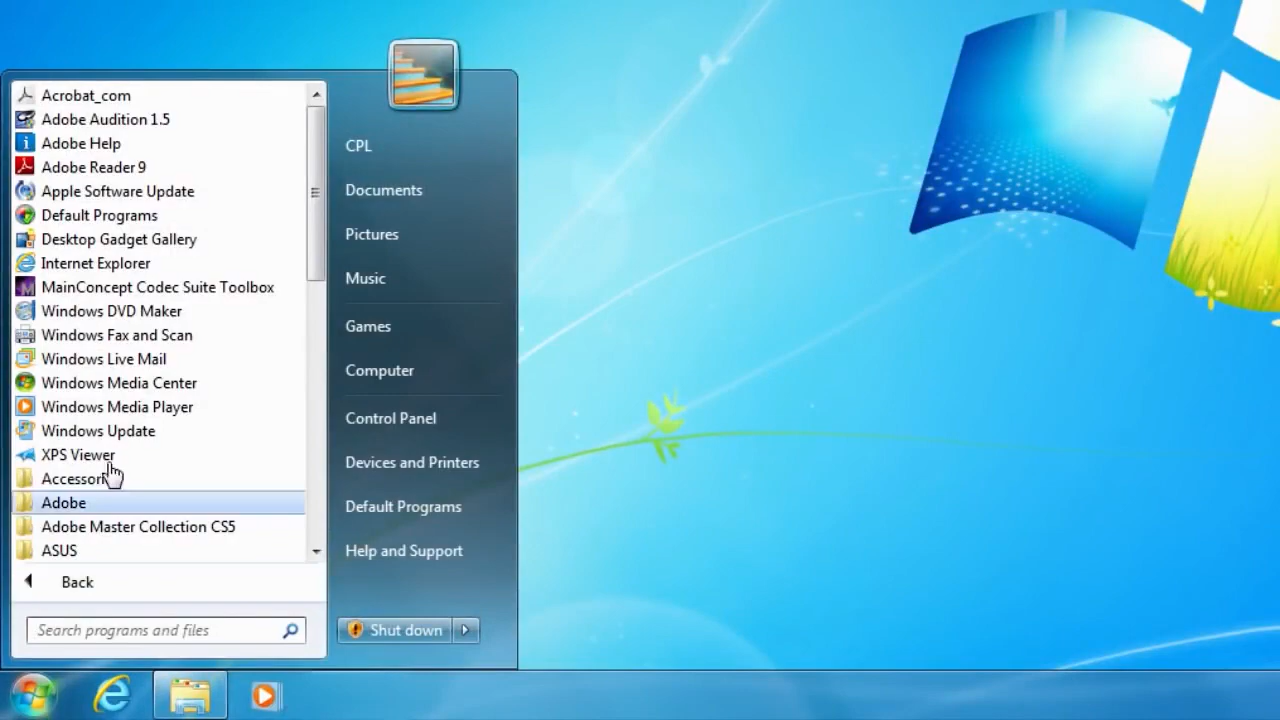 Acrobat_com
Adobe Audition 1.5
Adobe Help
Adobe Reader 9
Apple Software Update
Default Programs
Desktop Gadget Gallery
Internet Explorer
MainConcept Codec Suite Toolbox
Windows DVD Maker
Windows Fax and Scan
Windows Live Mail
Windows Media Center
Windows Media Player
Windows Update
XPS Viewer
Adobe
Adobe Master Collection CS5
ASUS
Back
Search programs and files
CPL
Documents
Pictures
Music
Games
Computer
Control Panel
Devices and Printers
Default Programs
Help and Support
Shut down